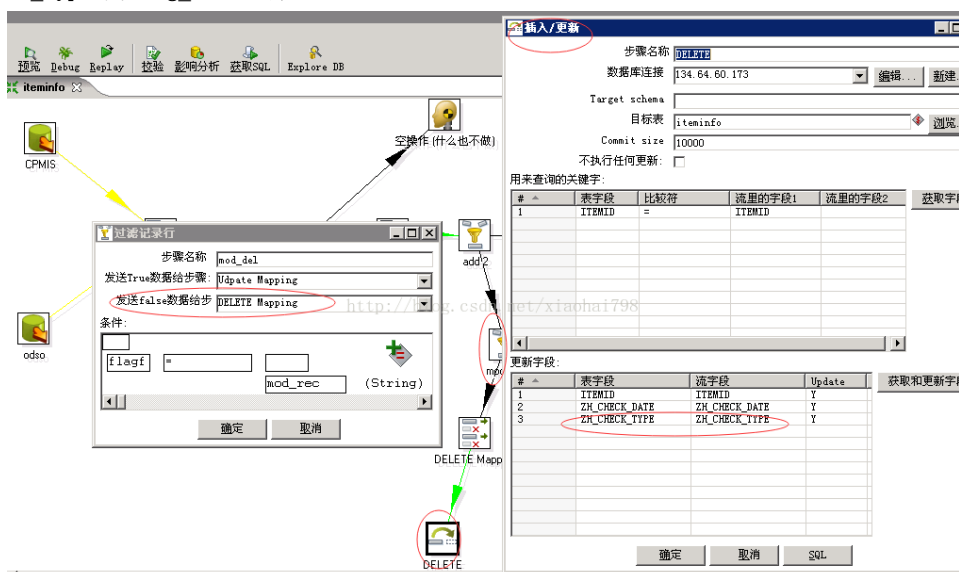 预览 Debug Replay 校验 影响分析 获取SQL Explore DB
iteminfo
CPMIS
空操作 (什么也不做)
add 2
odso
DELETE Mapp
DELETE
过滤记录行
步骤名称 mod_del
发送True数据给步骤: Udpate Mapping
发送false数据给步 DELETE Mapping
条件:
flagf =
mod_rec (String)
确定 取消
插入/更新
步骤名称 DELETE
数据库连接 134.64.60.173 编辑... 新建.
Target schema
目标表 iteminfo 浏览.
Commit size 10000
不执行任何更新:
用来查询的关键字:
# 表字段 比较符 流里的字段1 流里的字段2 获取字段
1 ITEMID = ITEMID
更新字段:
# 表字段 流字段 Update 获取和更新字段
1 ITEMID ITEMID Y
2 ZH_CHECK_DATE ZH_CHECK_DATE Y
3 ZH_CHECK_TYPE ZH_CHECK_TYPE Y
确定 取消 SQL